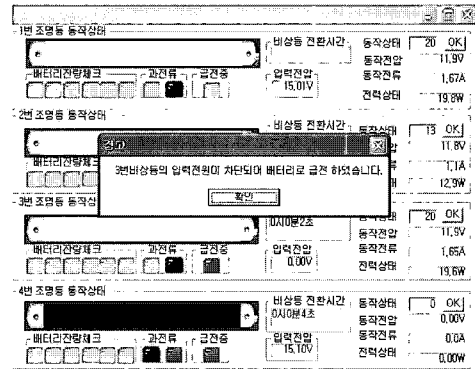 1번 조명등 동작상태
비상등 전환시간
동작상태 20 OK
동작전압 11,9V
배터리잔량체크 과전류 급전중
입력전압 15,01V
동작전류 1,67A
전력상태 19,8W
2번 조명등 동작상태
비상등 전환시간
동작상태 13 OK
경고
11,8V
3번비상등의 입력전원이 차단되어 배터리로 급전 하였습니다.
배터리
1,1A
확인
12,9W
3번 조명등 동작상
20 OK
0시0분2초
동작전압 11,9V
배터리잔량체크 과전류 급전중
입력전압 0,00V
동작전류 1,65A
전력상태 19,6W
4번 조명등 동작상태
비상등 전환시간
동작상태 0 OK
0시0분4초
동작전압 0,00V
배터리잔량체크 과전류 급전중
입력전압 15,10V
동작전류 0,0A
전력상태 0,00W